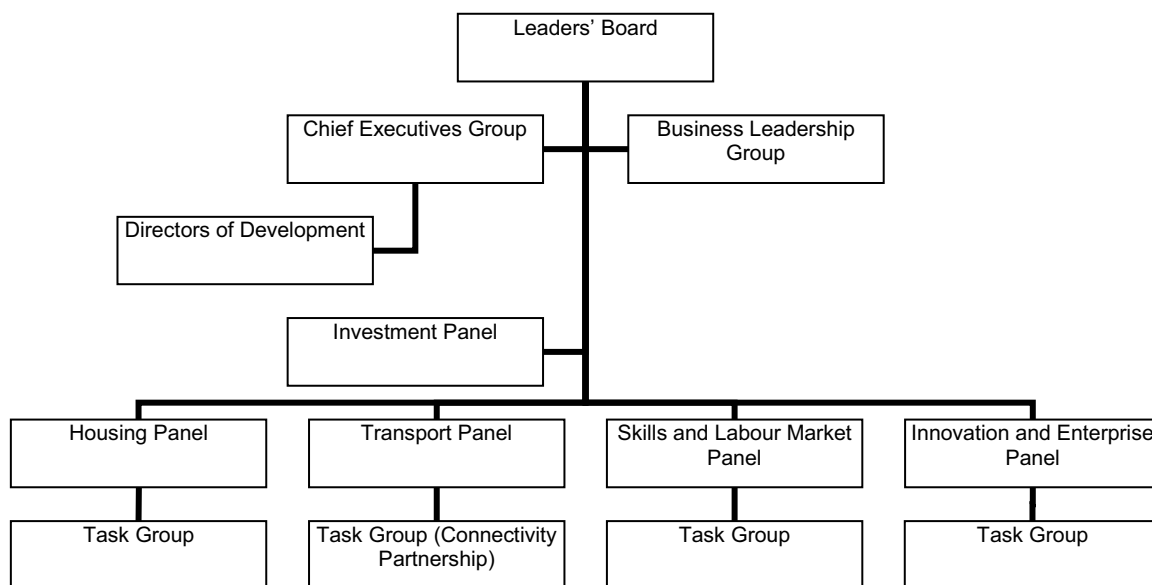 Leaders’ Board
Chief Executives Group
Business Leadership
Group
Directors of Development
Investment Panel
Housing Panel
Transport Panel
Skills and Labour Market
Panel
Innovation and Enterprise
Panel
Task Group
Task Group (Connectivity
Partnership)
Task Group
Task Group